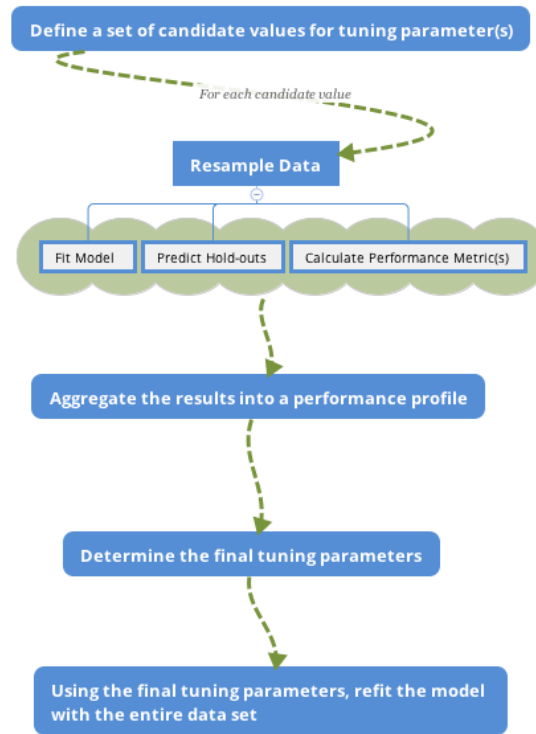 Define a set of candidate values for tuning parameter(s)
For each candidate value
Resample Data
Fit Model
Predict Hold-outs
Calculate Performance Metric(s)
Aggregate the results into a performance profile
Determine the final tuning parameters
Using the final tuning parameters, refit the model
with the entire data set